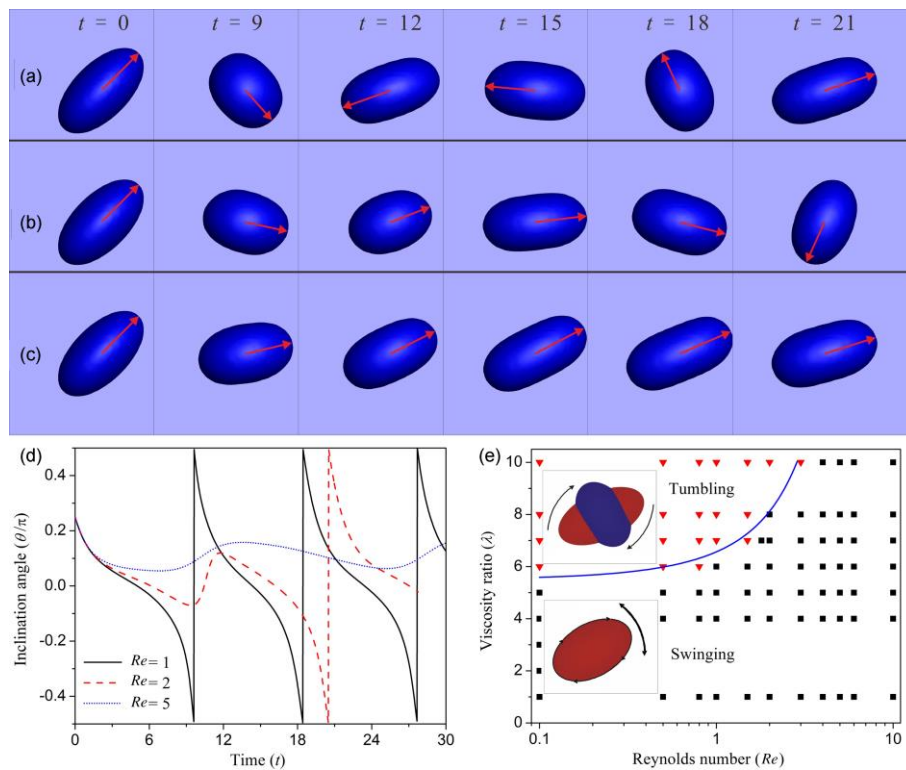 t = 0 t = 9 t = 12 t = 15 t = 18 t = 21
(a)
(b)
(c)
(d)
0.4
0.2
0.0
-0.2
-0.4
Inclination angle (θ/π)
Re = 1
Re = 2
Re = 5
0 6 12 18 24 30
Time (t)
(e)
10
8
6
4
2
0
Viscosity ratio (λ)
Tumbling
Swinging
0.1 1 10
Reynolds number (Re)